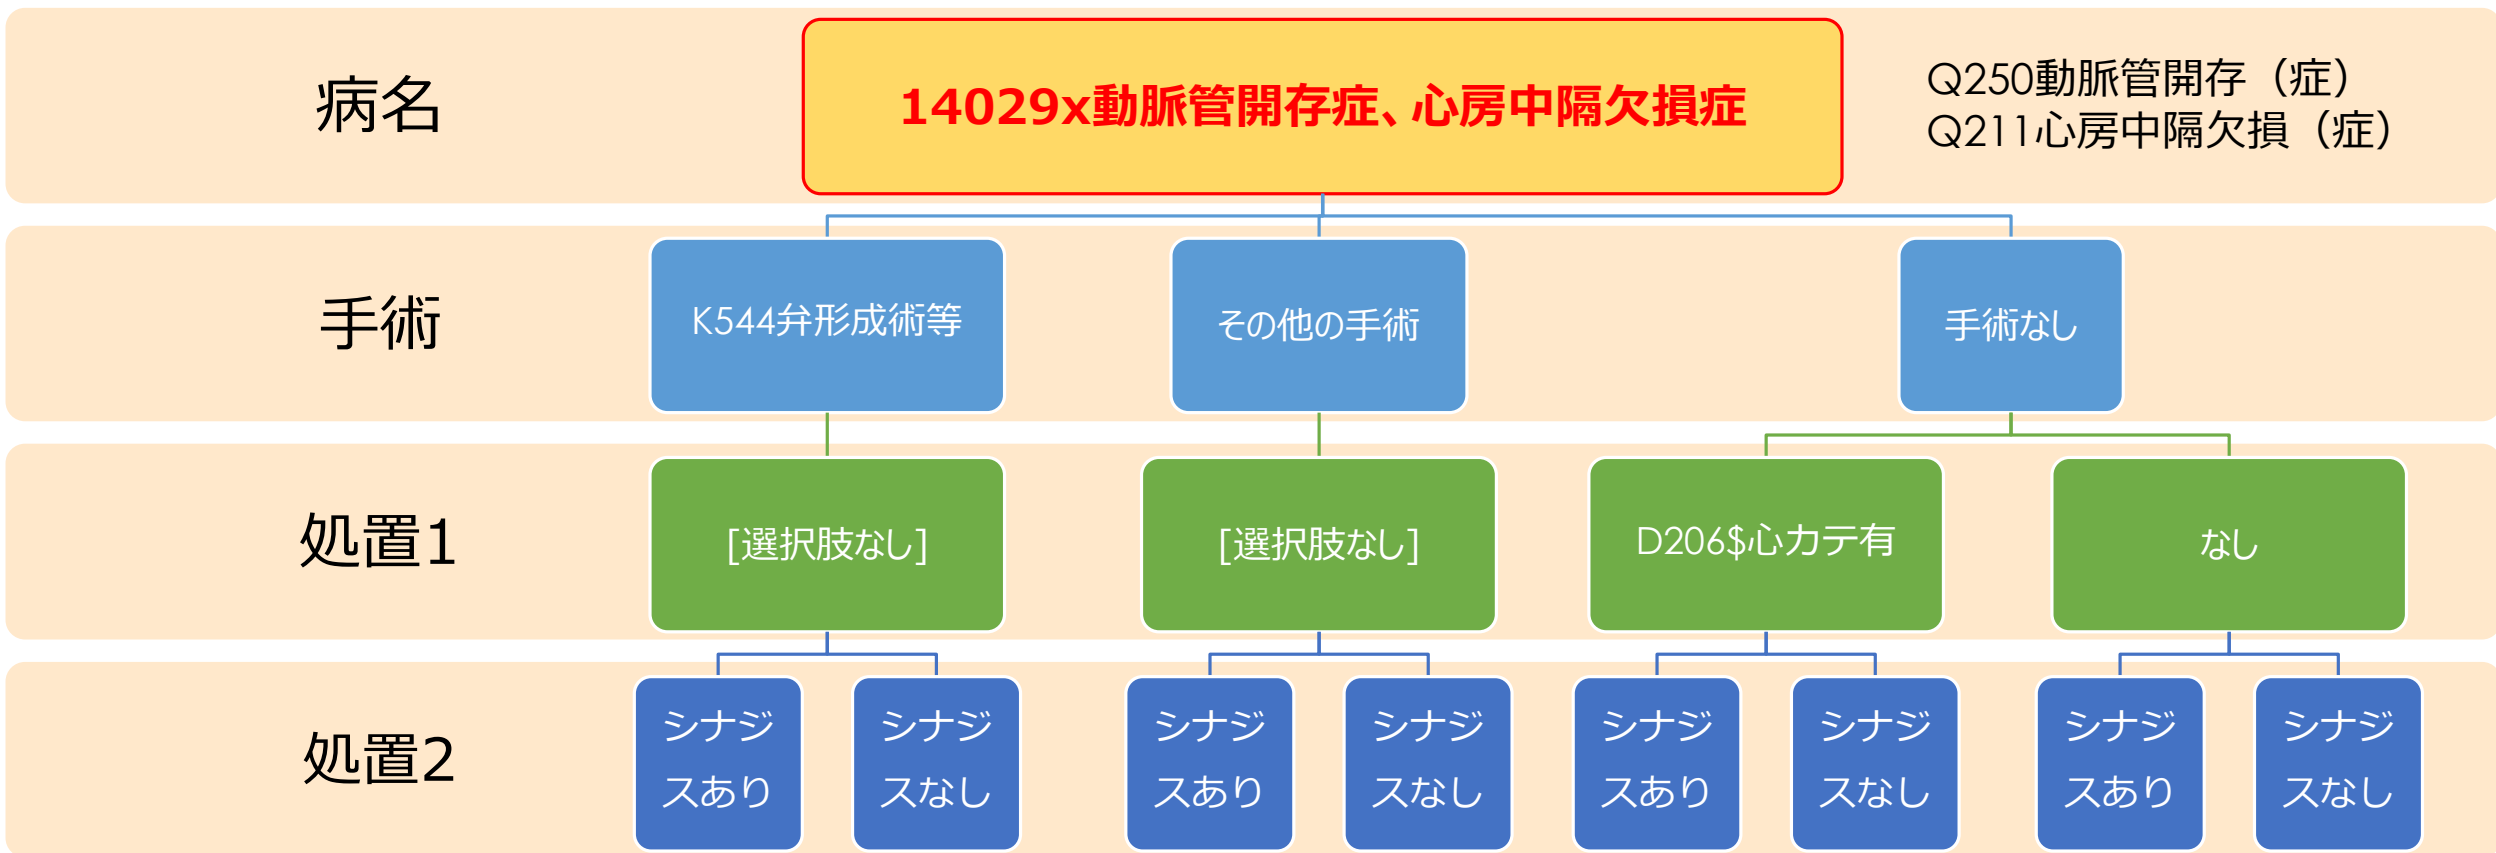 病名
14029x動脈管開存症、心房中隔欠損症
Q250動脈管開存（症）
Q211心房中隔欠損（症）
手術
K544弁形成術等
その他の手術
手術なし
処置1
[選択肢なし]
[選択肢なし]
D206$心カテ有
なし
処置2
シナジ
スあり
シナジ
スなし
シナジ
スあり
シナジ
スなし
シナジ
スあり
シナジ
スなし
シナジ
スあり
シナジ
スなし